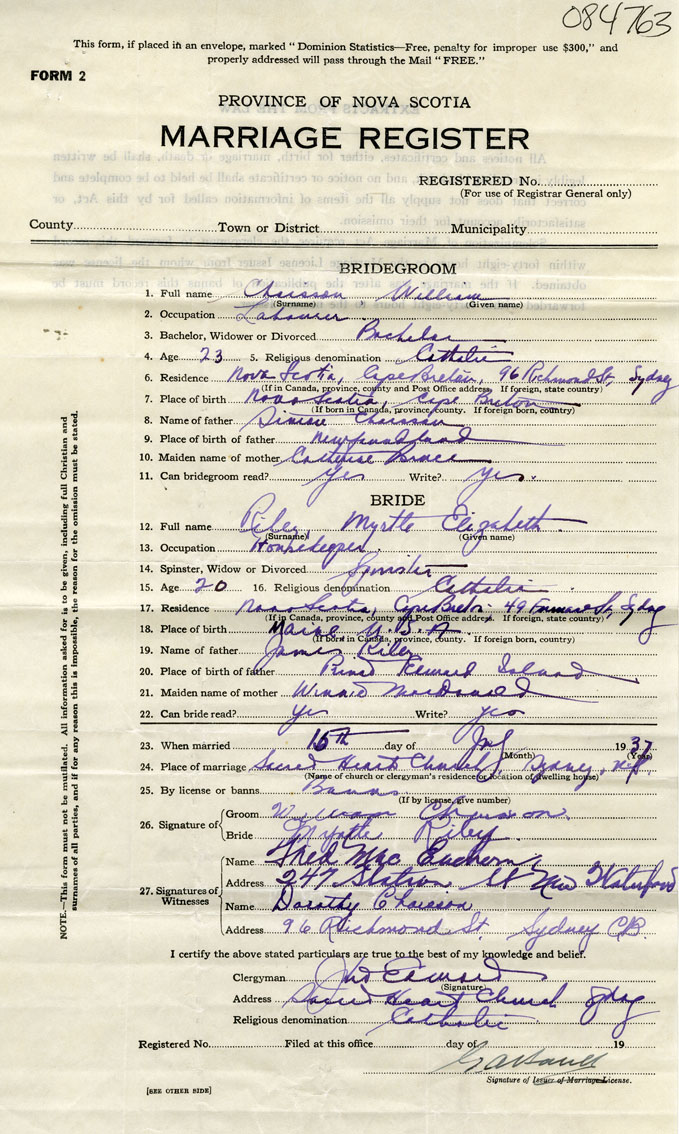 084763
This form, if placed in an envelope, marked "Dominion Statistics—Free, penalty for improper use $300," and
properly addressed will pass through the Mail "FREE."
FORM 2
PROVINCE OF NOVA SCOTIA
MARRIAGE REGISTER
REGISTERED No.
(For use of Registrar General only)
County Town or District Municipality
BRIDEGROOM
1. Full name Chaisson William
(Surname) (Given name)
2. Occupation Labourer
3. Bachelor, Widower or Divorced Bachelor
4. Age 23 5. Religious denomination Catholic
6. Residence Nova Scotia, Cape Breton, 96 Richmond St, Sydney
(If in Canada, province, county and Post Office address. If foreign, state country)
7. Place of birth Nova Scotia, Cape Breton
(If born in Canada, province, county. If foreign born, country)
8. Name of father Simon Chaisson
9. Place of birth of father Newfoundland
10. Maiden name of mother Catherine
11. Can bridegroom read? Yes Write? Yes.
BRIDE
12. Full name Riley, Myrtle Elizabeth
(Surname) (Given name)
13. Occupation Housekeeper
14. Spinster, Widow or Divorced Spinster
15. Age 20 16. Religious denomination Catholic
17. Residence Nova Scotia, Cape Breton 49 St, Sydney
(If in Canada, province, county and Post Office address. If foreign, state country)
18. Place of birth Maine U.S.A.
(If born in Canada, province, county. If foreign born, country)
19. Name of father James Riley
20. Place of birth of father Prince Edward Island
21. Maiden name of mother Winnie MacDonald
22. Can bride read? yes Write? yes
23. When married 15th day of 1937
(Month) (Year)
24. Place of marriage Sacred Heart Church, Sydney, N.S.
(Name of church or clergyman's residence or location of dwelling house)
25. By license or banns Banns
(If by license, give number)
26. Signature of Groom William Chaisson
Bride Myrtle Riley
27. Signatures of Witnesses
Name Fred Mac Eachern
Address 247 St New Waterford
Name Dorothy Chaisson
Address 96 Richmond St. Sydney C.B.
I certify the above stated particulars are true to the best of my knowledge and belief.
Clergyman
(Signature)
Address Sacred Heart Church Sydney
Religious denomination Catholic
Registered No. Filed at this office day of 19
Signature of Issuer of Marriage License.
[SEE OTHER SIDE]
NOTE.—This form must not be mutilated. All information asked for is to be given, including full Christian and
surnames of all parties, and if for any reason this is impossible, the reason for the omission must be stated.